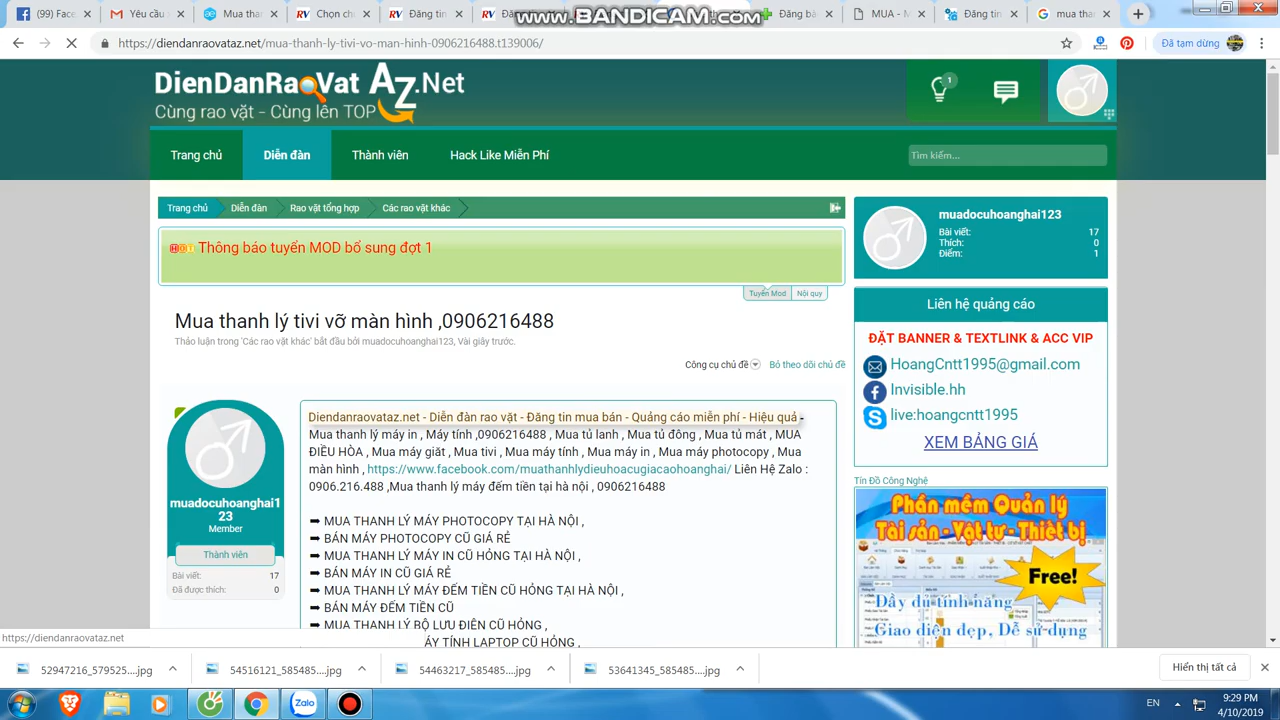 Face (99+)
Yêu cầu
Mua th
Chọn c
Đăng tin
Đăng b
MUA -
Đăng tin
mua th
www.BANDICAM.com
https://diendanraovataz.net/mua-thanh-ly-tivi-vo-man-hinh-0906216488.t139006/
Đã tạm dừng
DienDanRaoVat AZ.Net
Cùng rao vặt - Cùng lên TOP
1
Trang chủ
Diễn đàn
Thành viên
Hack Like Miễn Phí
Tìm kiếm...
Trang chủ
Diễn đàn
Rao vặt tổng hợp
Các rao vặt khác
HOT Thông báo tuyển MOD bổ sung đợt 1
Tuyển Mod
Nội quy
Mua thanh lý tivi vỡ màn hình ,0906216488
Thảo luận trong 'Các rao vặt khác' bắt đầu bởi muadocuhoanghai123, Vài giây trước.
Công cụ chủ đề
Bỏ theo dõi chủ đề
muadocuhoanghai1
23
Member
Thành viên
Bài viết: 17
Đã được thích: 0
Diendanraovataz.net - Diễn đàn rao vặt - Đăng tin mua bán - Quảng cáo miễn phí - Hiệu quả -
Mua thanh lý máy in , Máy tính ,0906216488 , Mua tủ lanh , Mua tủ đông , Mua tủ mát , MUA
ĐIỀU HÒA , Mua máy giăt , Mua tivi , Mua máy tính , Mua máy in , Mua máy photocopy , Mua
màn hình , https://www.facebook.com/muathanhlydieuhoacugiacaohoanghai/ Liên Hệ Zalo :
0906.216.488 ,Mua thanh lý máy đếm tiền tại hà nội , 0906216488
➠ MUA THANH LÝ MÁY PHOTOCOPY TẠI HÀ NỘI ,
➠ BÁN MÁY PHOTOCOPY CŨ GIÁ RẺ
➠ MUA THANH LÝ MÁY IN CŨ HỎNG TẠI HÀ NỘI ,
➠ BÁN MÁY IN CŨ GIÁ RẺ
➠ MUA THANH LÝ MÁY ĐẾM TIỀN CŨ HỎNG TẠI HÀ NỘI ,
➠ BÁN MÁY ĐẾM TIỀN CŨ
➠ MUA THANH LÝ BỘ LƯU ĐIỆN CŨ HỎNG ,
ÁY TÍNH LAPTOP CŨ HỎNG ,
muadocuhoanghai123
Bài viết: 17
Thích: 0
Điểm: 1
Liên hệ quảng cáo
ĐẶT BANNER & TEXTLINK & ACC VIP
HoangCntt1995@gmail.com
Invisible.hh
live:hoangcntt1995
XEM BẢNG GIÁ
Tín Đồ Công Nghệ
Phần mềm Quản lý
Tài sản - Vật tư - Thiết bị
Free!
Đầy đủ tính năng
Giao diện đẹp, Dễ sử dụng
https://diendanraovataz.net
52947216_579525....jpg
54516121_585485....jpg
54463217_585485....jpg
53641345_585485....jpg
Hiển thị tất cả
Zalo
EN
9:29 PM
4/10/2019